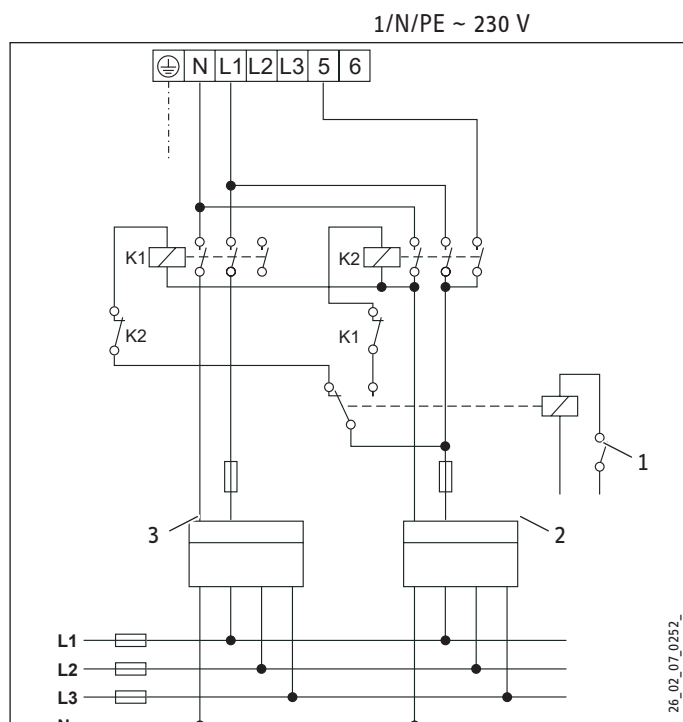 1/N/PE ~ 230 V
N L1 L2 L3 5 6
K1
K2
K2
K1
1
3
2
L1
L2
L3
26_02_07_0252_